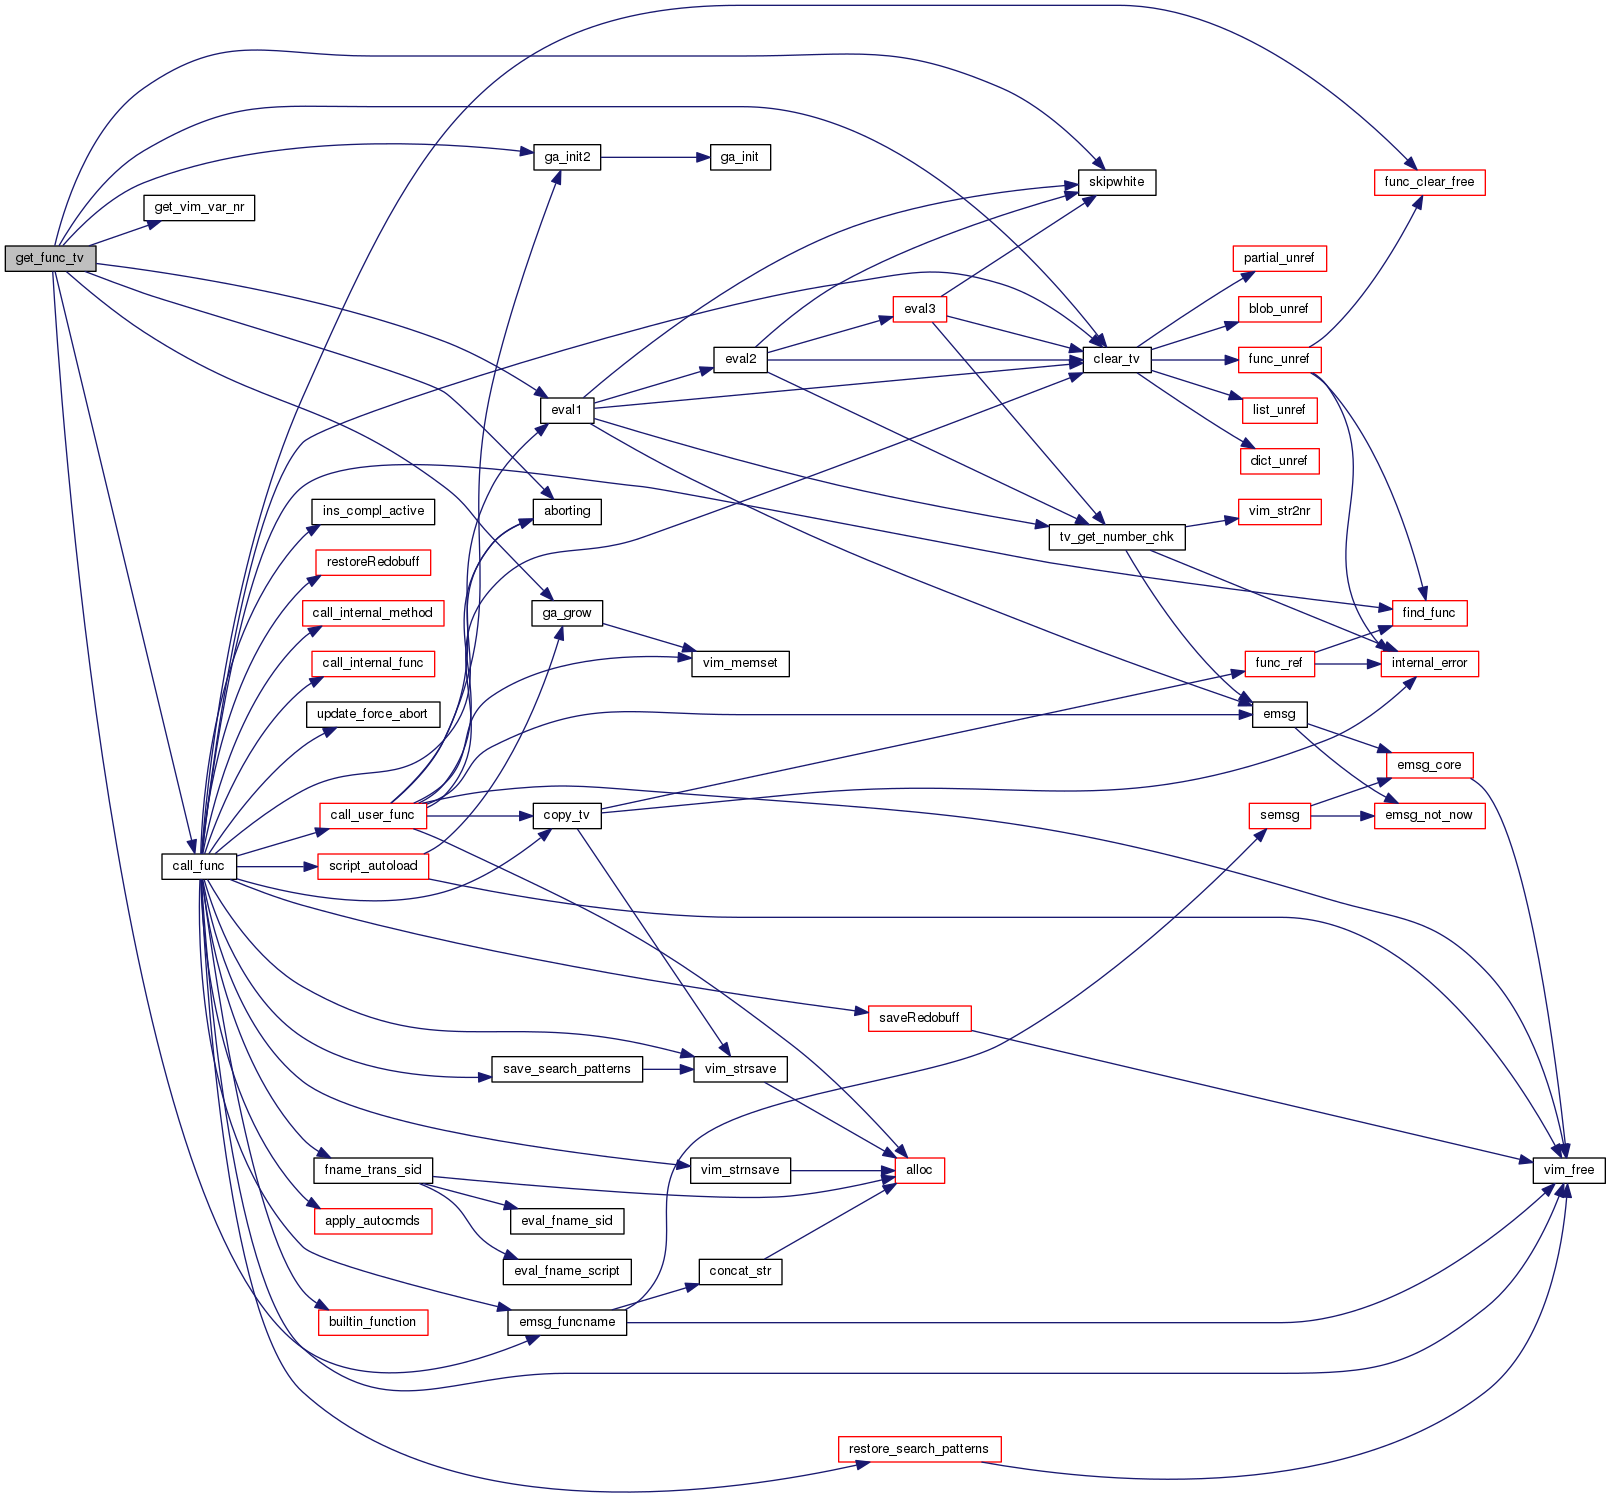 get_func_tv
get_vim_var_nr
ga_init2
ga_init
skipwhite
func_clear_free
partial_unref
blob_unref
eval3
eval2
clear_tv
func_unref
eval1
list_unref
dict_unref
ins_compl_active
aborting
vim_str2nr
tv_get_number_chk
restoreRedobuff
call_internal_method
ga_grow
find_func
call_internal_func
vim_memset
func_ref
internal_error
update_force_abort
emsg
emsg_core
call_user_func
copy_tv
semsg
emsg_not_now
call_func
script_autoload
saveRedobuff
save_search_patterns
vim_strsave
fname_trans_sid
vim_strnsave
alloc
vim_free
apply_autocmds
eval_fname_sid
eval_fname_script
concat_str
builtin_function
emsg_funcname
restore_search_patterns